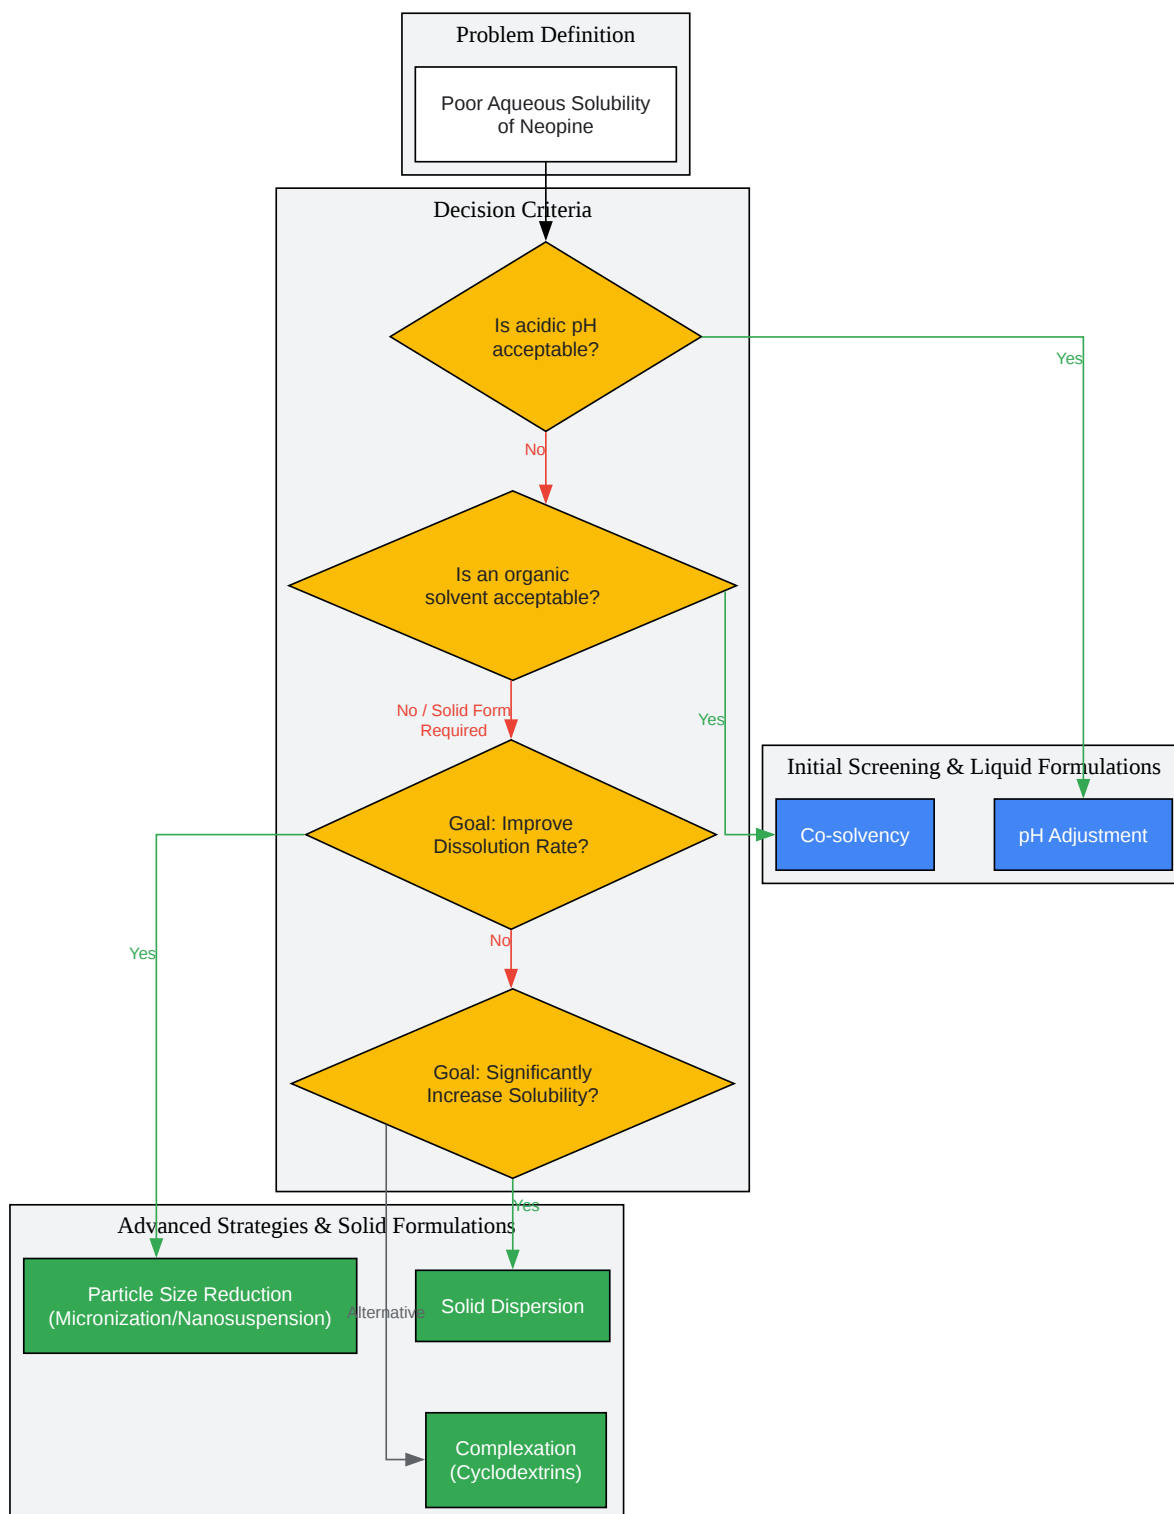 Problem Definition
Poor Aqueous Solubility
of Neopine
Decision Criteria
Is acidic pH
acceptable?
Yes
No
Is an organic
solvent acceptable?
No / Solid Form
Required
Yes
Initial Screening & Liquid Formulations
Goal: Improve
Dissolution Rate?
Co-solvency
pH Adjustment
Yes
No
Goal: Significantly
Increase Solubility?
Yes
Advanced Strategies & Solid Formulations
Particle Size Reduction
(Micronization/Nanosuspension)
Alternative
Solid Dispersion
Complexation
(Cyclodextrins)